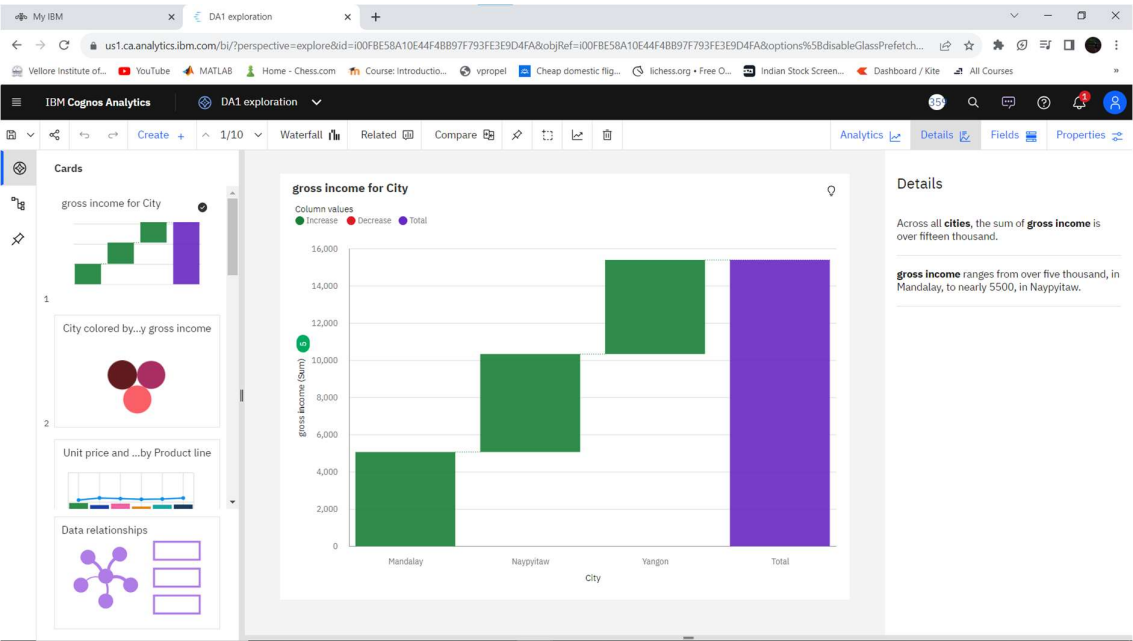 My IBM
DA1 exploration
us1.ca.analytics.ibm.com/bi/?perspective=explore&id=i00FBE58A10E44F4BB97F793FE3E9D4FA&objRef=i00FBE58A10E44F4BB97F793FE3E9D4FA&options%5BdisableGlassPrefetch...
Vellore Institute of... YouTube MATLAB Home - Chess.com Course: Introductio... vpropel Cheap domestic flig... lichess.org • Free O... Indian Stock Screen... Dashboard / Kite All Courses »
IBM Cognos Analytics DA1 exploration
1
Create + 1/10 Waterfall Related Compare Analytics Details Fields Properties
Cards
gross income for City
1
City colored by...y gross income
2
Unit price and ...by Product line
Data relationships
gross income for City
Column values
Increase Decrease Total
16,000
14,000
12,000
10,000
8,000
6,000
4,000
2,000
0
gross income (Sum)
Mandalay Naypyitaw Yangon Total
City
Details
Across all cities, the sum of gross income is
over fifteen thousand.
gross income ranges from over five thousand, in
Mandalay, to nearly 5500, in Naypyitaw.